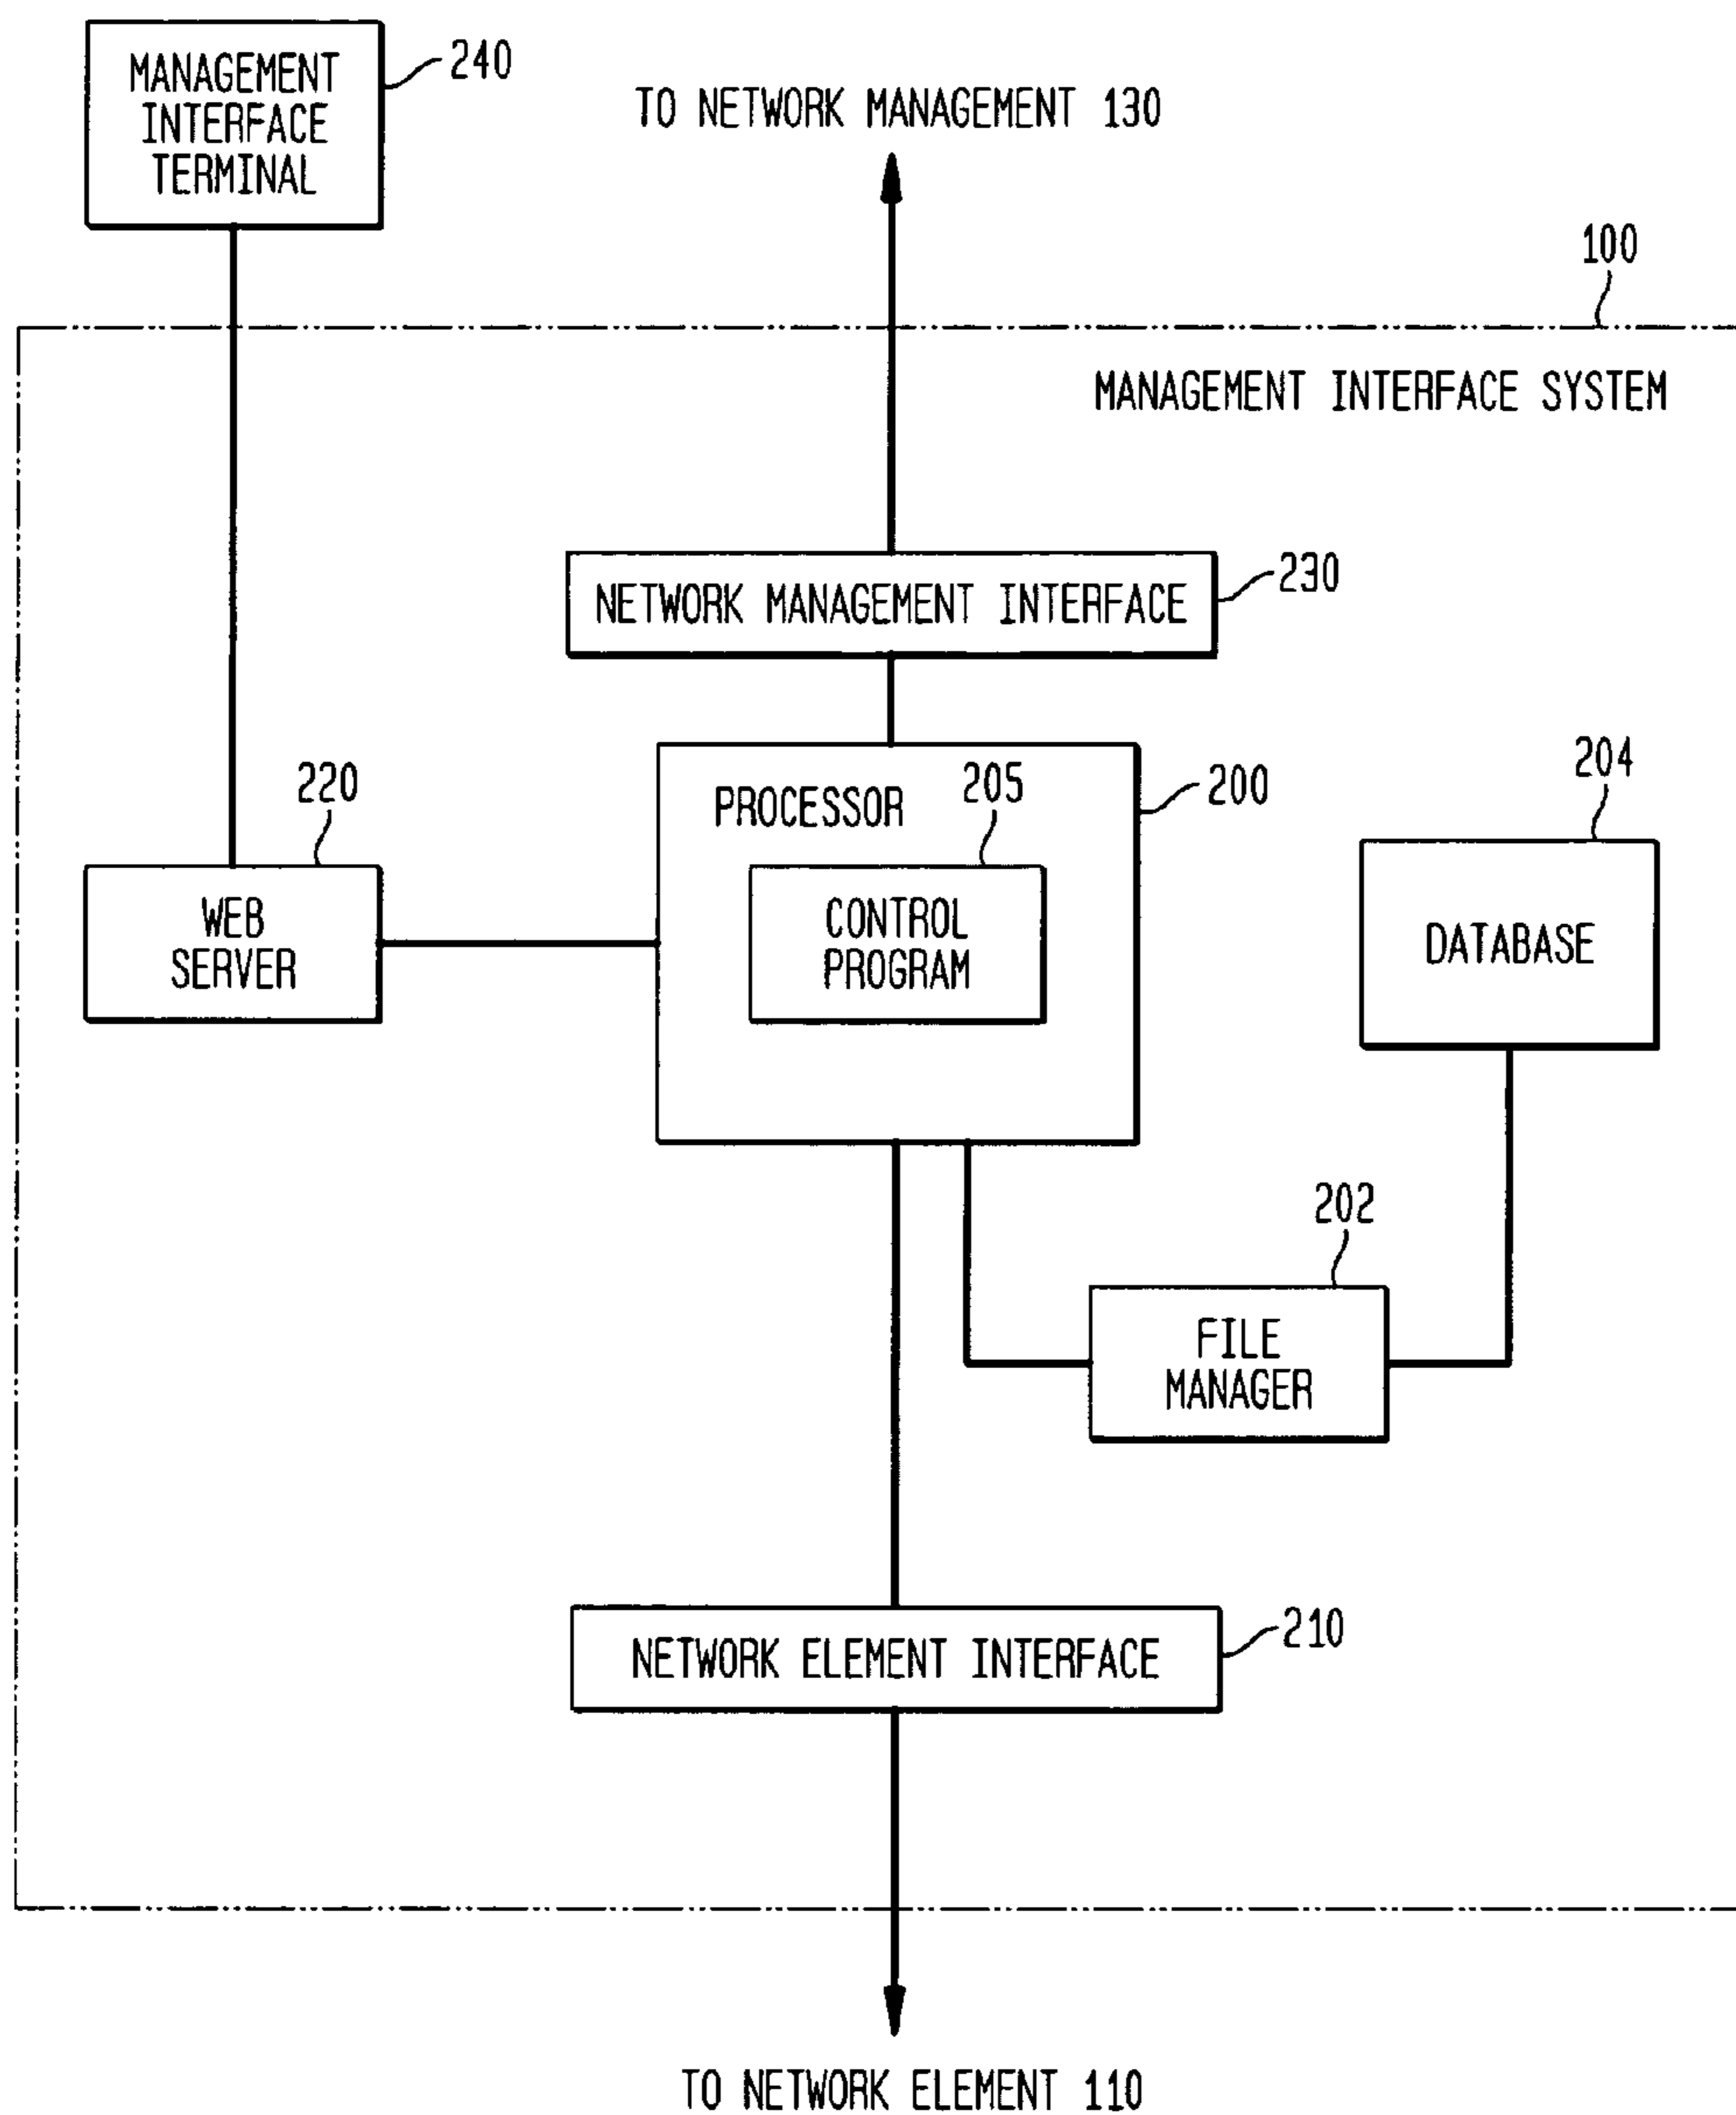 MANAGEMENT
INTERFACE
TERMINAL
240
TO NETWORK MANAGEMENT 130
100
MANAGEMENT INTERFACE SYSTEM
NETWORK MANAGEMENT INTERFACE
230
220
PROCESSOR
205
200
204
WEB
SERVER
CONTROL
PROGRAM
DATABASE
202
FILE
MANAGER
NETWORK ELEMENT INTERFACE
210
TO NETWORK ELEMENT 110